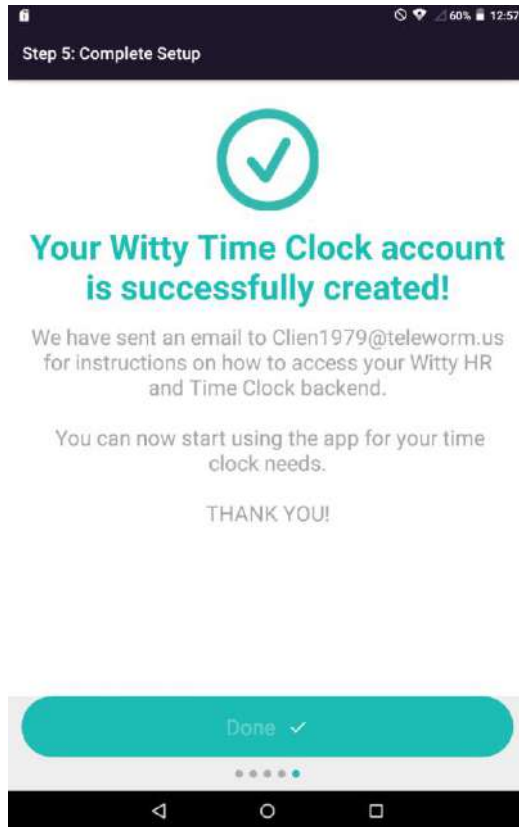 60% 12:57
Step 5: Complete Setup
Your Witty Time Clock account
is successfully created!
We have sent an email to Clien1979@teleworm.us
for instructions on how to access your Witty HR
and Time Clock backend.
You can now start using the app for your time
clock needs.
THANK YOU!
Done